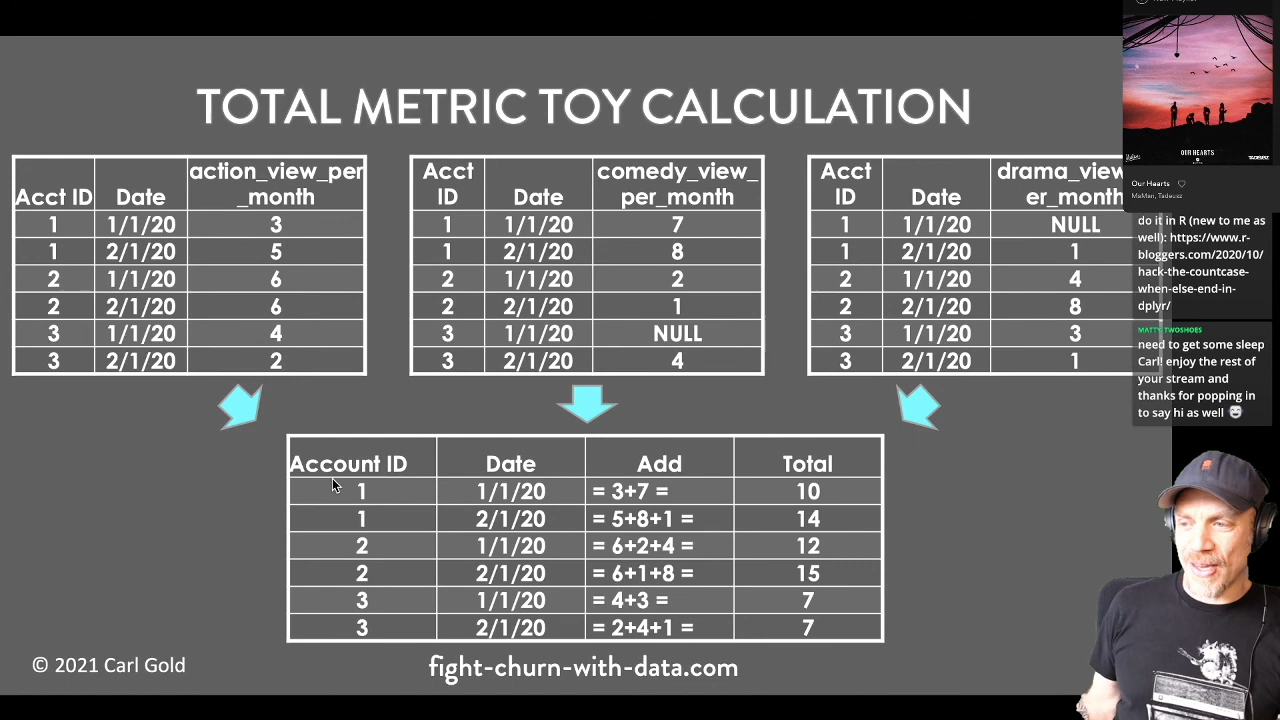 TOTAL METRIC TOY CALCULATION
Acct ID Date action_view_per_month
1 1/1/20 3
1 2/1/20 5
2 1/1/20 6
2 2/1/20 6
3 1/1/20 4
3 2/1/20 2
Acct ID Date comedy_view_per_month
1 1/1/20 7
1 2/1/20 8
2 1/1/20 2
2 2/1/20 1
3 1/1/20 NULL
3 2/1/20 4
Acct ID Date drama_view er_month
1 1/1/20 NULL
1 2/1/20 1
2 1/1/20 4
2 2/1/20 8
3 1/1/20 3
3 2/1/20 1
Account ID Date Add Total
1 1/1/20 = 3+7 = 10
1 2/1/20 = 5+8+1 = 14
2 1/1/20 = 6+2+4 = 12
2 2/1/20 = 6+1+8 = 15
3 1/1/20 = 4+3 = 7
3 2/1/20 = 2+4+1 = 7
© 2021 Carl Gold
fight-churn-with-data.com
OUR HEARTS
TADEUSZ
Our Hearts
MaMan, Tadeusz
do it in R (new to me as
well): https://www.r-
bloggers.com/2020/10/
hack-the-countcase-
when-else-end-in-
dplyr/
MATTY TWOSHOES
need to get some sleep
Carl! enjoy the rest of
your stream and
thanks for popping in
to say hi as well